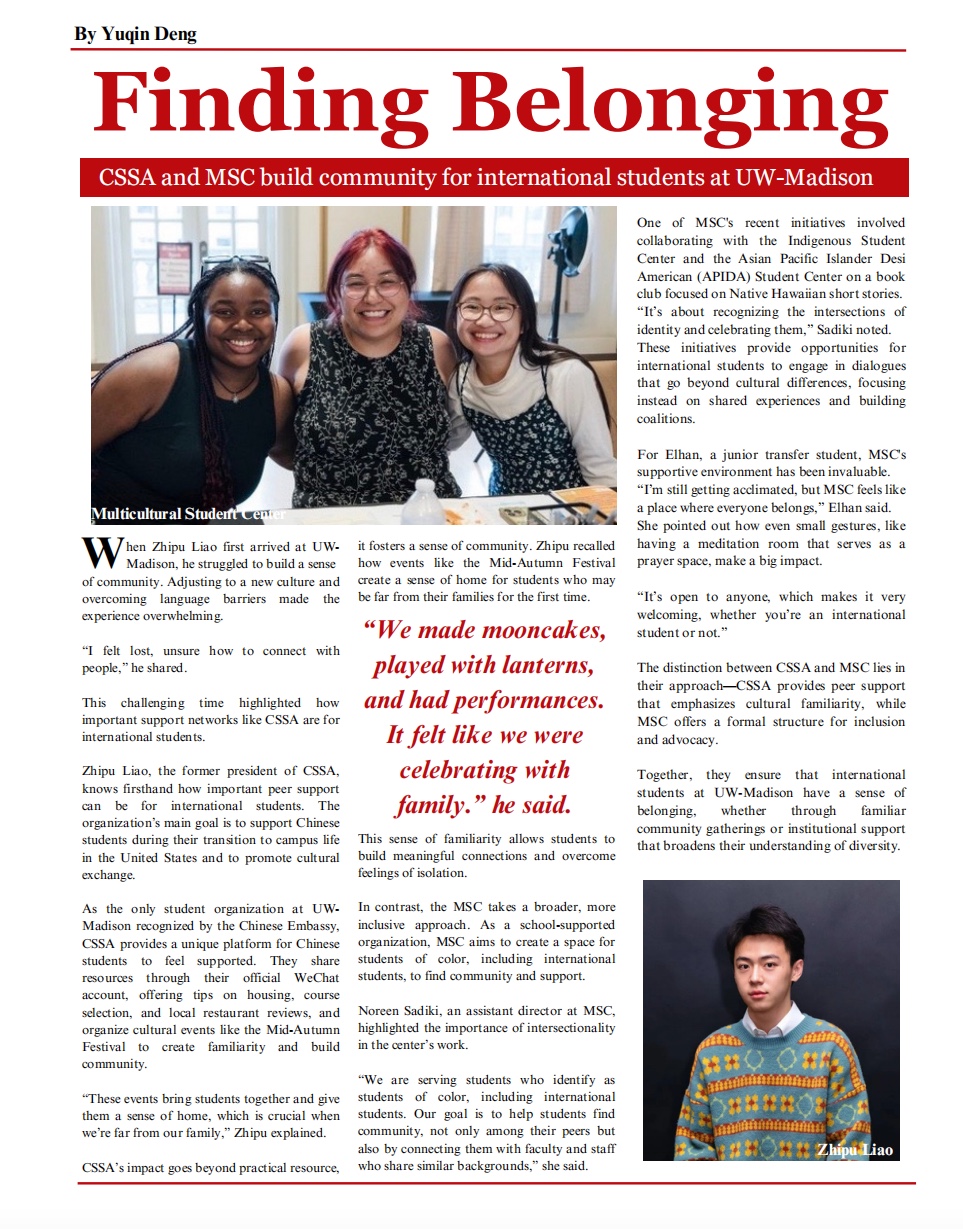 By Yuqin Deng
Finding Belonging
CSSA and MSC build community for international students at UW-Madison
Multicultural Student Center
When Zhipu Liao first arrived at UW-
Madison, he struggled to build a sense
of community. Adjusting to a new culture and
overcoming language barriers made the
experience overwhelming.
“I felt lost, unsure how to connect with
people,” he shared.
This challenging time highlighted how
important support networks like CSSA are for
international students.
Zhipu Liao, the former president of CSSA,
knows firsthand how important peer support
can be for international students. The
organization’s main goal is to support Chinese
students during their transition to campus life
in the United States and to promote cultural
exchange.
As the only student organization at UW-
Madison recognized by the Chinese Embassy,
CSSA provides a unique platform for Chinese
students to feel supported. They share
resources through their official WeChat
account, offering tips on housing, course
selection, and local restaurant reviews, and
organize cultural events like the Mid-Autumn
Festival to create familiarity and build
community.
“These events bring students together and give
them a sense of home, which is crucial when
we’re far from our family,” Zhipu explained.
CSSA’s impact goes beyond practical resource,
it fosters a sense of community. Zhipu recalled
how events like the Mid-Autumn Festival
create a sense of home for students who may
be far from their families for the first time.
“We made mooncakes,
played with lanterns,
and had performances.
It felt like we were
celebrating with
family.” he said.
This sense of familiarity allows students to
build meaningful connections and overcome
feelings of isolation.
In contrast, the MSC takes a broader, more
inclusive approach. As a school-supported
organization, MSC aims to create a space for
students of color, including international
students, to find community and support.
Noreen Sadiki, an assistant director at MSC,
highlighted the importance of intersectionality
in the center’s work.
“We are serving students who identify as
students of color, including international
students. Our goal is to help students find
community, not only among their peers but
also by connecting them with faculty and staff
who share similar backgrounds,” she said.
One of MSC's recent initiatives involved
collaborating with the Indigenous Student
Center and the Asian Pacific Islander Desi
American (APIDA) Student Center on a book
club focused on Native Hawaiian short stories.
“It’s about recognizing the intersections of
identity and celebrating them,” Sadiki noted.
These initiatives provide opportunities for
international students to engage in dialogues
that go beyond cultural differences, focusing
instead on shared experiences and building
coalitions.
For Elhan, a junior transfer student, MSC's
supportive environment has been invaluable.
“I’m still getting acclimated, but MSC feels like
a place where everyone belongs,” Elhan said.
She pointed out how even small gestures, like
having a meditation room that serves as a
prayer space, make a big impact.
“It’s open to anyone, which makes it very
welcoming, whether you’re an international
student or not.”
The distinction between CSSA and MSC lies in
their approach—CSSA provides peer support
that emphasizes cultural familiarity, while
MSC offers a formal structure for inclusion
and advocacy.
Together, they ensure that international
students at UW-Madison have a sense of
belonging, whether through familiar
community gatherings or institutional support
that broadens their understanding of diversity.
Zhipu Liao